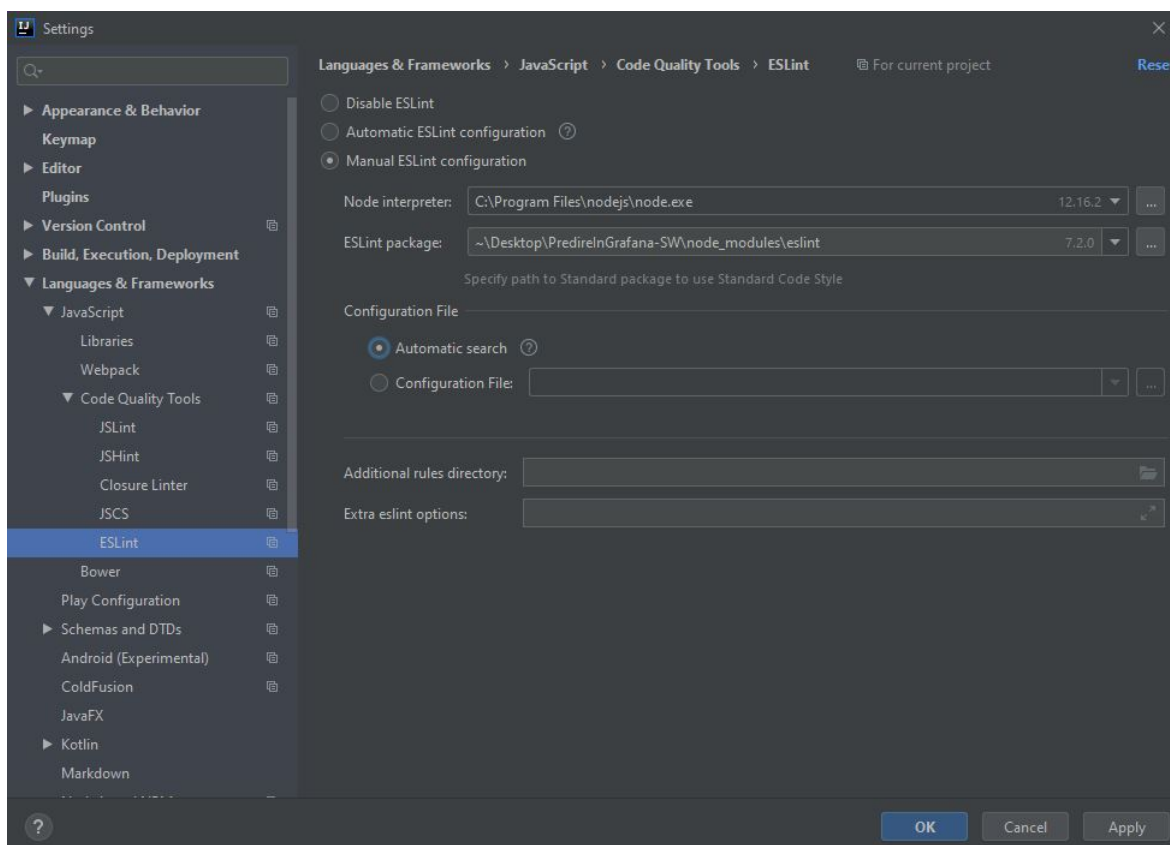 IJ Settings
Languages & Frameworks › JavaScript › Code Quality Tools › ESLint For current project Rese
Appearance & Behavior
Keymap
Editor
Plugins
Version Control
Build, Execution, Deployment
Languages & Frameworks
JavaScript
Libraries
Webpack
Code Quality Tools
JSLint
JSHint
Closure Linter
JSCS
ESLint
Bower
Play Configuration
Schemas and DTDs
Android (Experimental)
ColdFusion
JavaFX
Kotlin
Markdown
Disable ESLint
Automatic ESLint configuration ?
Manual ESLint configuration
Node interpreter: C:\Program Files\nodejs\node.exe 12.16.2 ...
ESLint package: ~\Desktop\PredireInGrafana-SW\node_modules\eslint 7.2.0 ...
Specify path to Standard package to use Standard Code Style
Configuration File
Automatic search ?
Configuration File: ...
Additional rules directory:
Extra eslint options:
? OK Cancel Apply